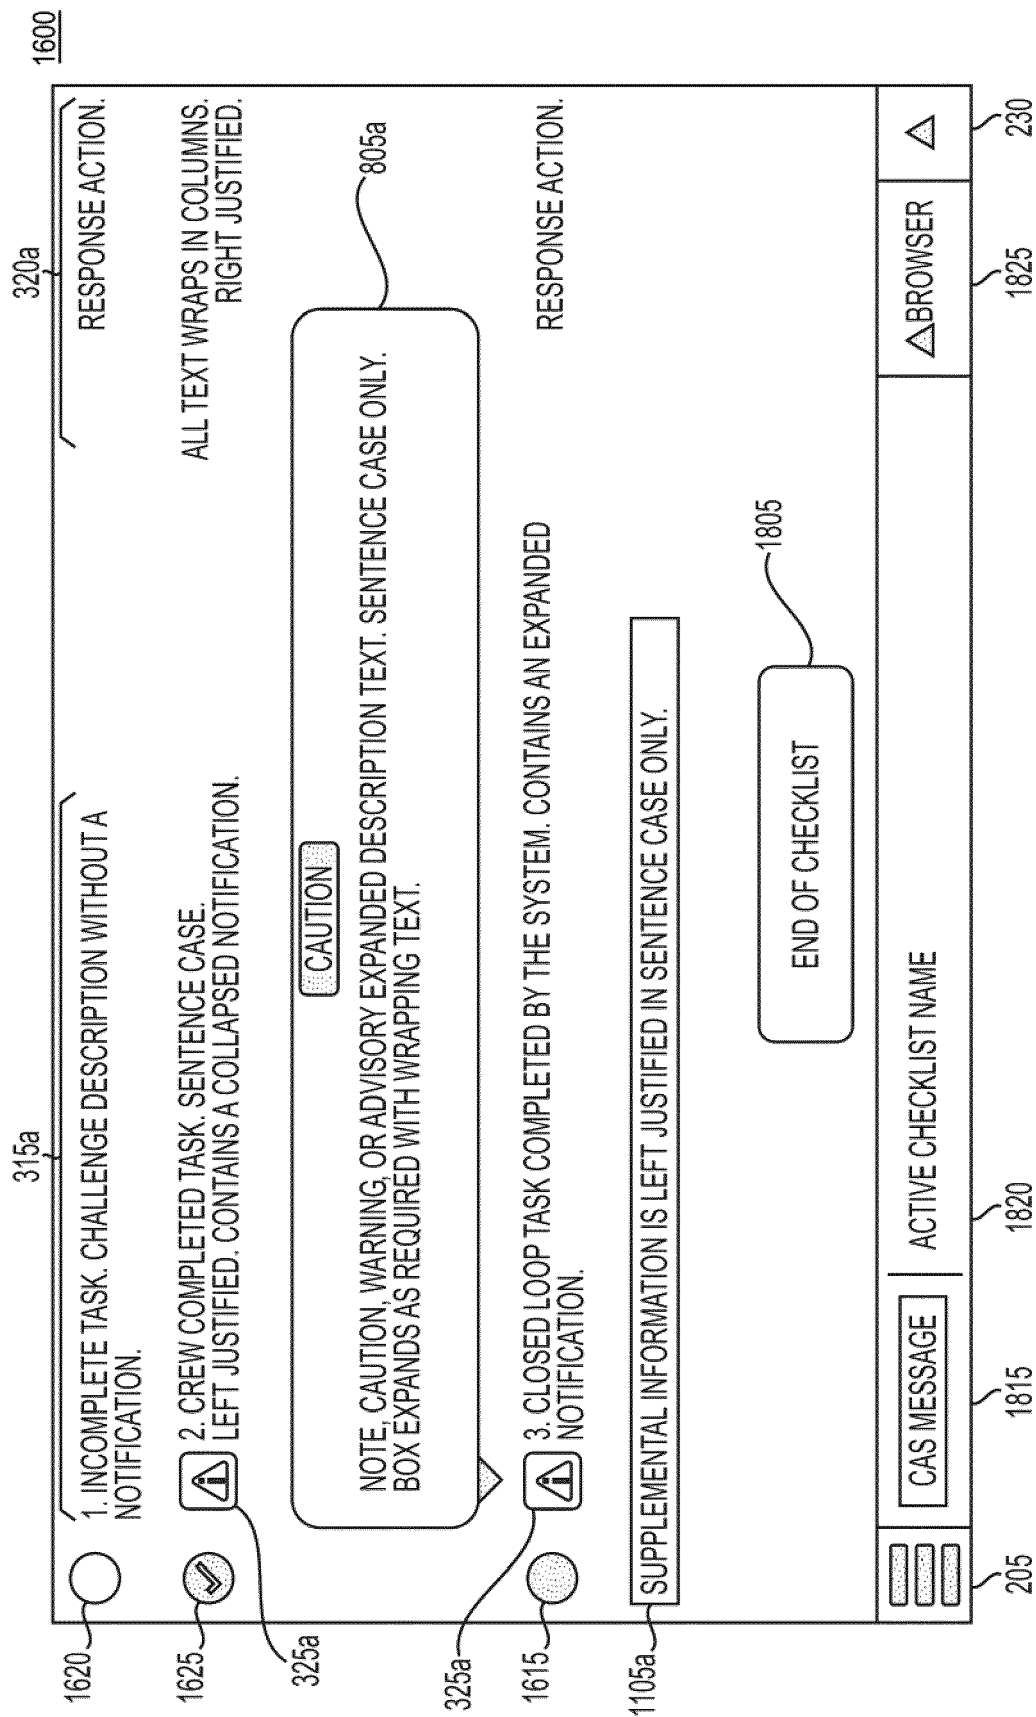 1600
315a
320a
1620
1. INCOMPLETE TASK. CHALLENGE DESCRIPTION WITHOUT A
NOTIFICATION.
RESPONSE ACTION.
1625
2. CREW COMPLETED TASK. SENTENCE CASE.
LEFT JUSTIFIED. CONTAINS A COLLAPSED NOTIFICATION.
ALL TEXT WRAPS IN COLUMNS.
RIGHT JUSTIFIED.
325a
CAUTION
NOTE, CAUTION, WARNING, OR ADVISORY EXPANDED DESCRIPTION TEXT. SENTENCE CASE ONLY.
BOX EXPANDS AS REQUIRED WITH WRAPPING TEXT.
805a
325a
1615
3. CLOSED LOOP TASK COMPLETED BY THE SYSTEM. CONTAINS AN EXPANDED
NOTIFICATION.
RESPONSE ACTION.
1105a
SUPPLEMENTAL INFORMATION IS LEFT JUSTIFIED IN SENTENCE CASE ONLY.
1805
END OF CHECKLIST
CAS MESSAGE
ACTIVE CHECKLIST NAME
BROWSER
205
1815
1820
1825
230